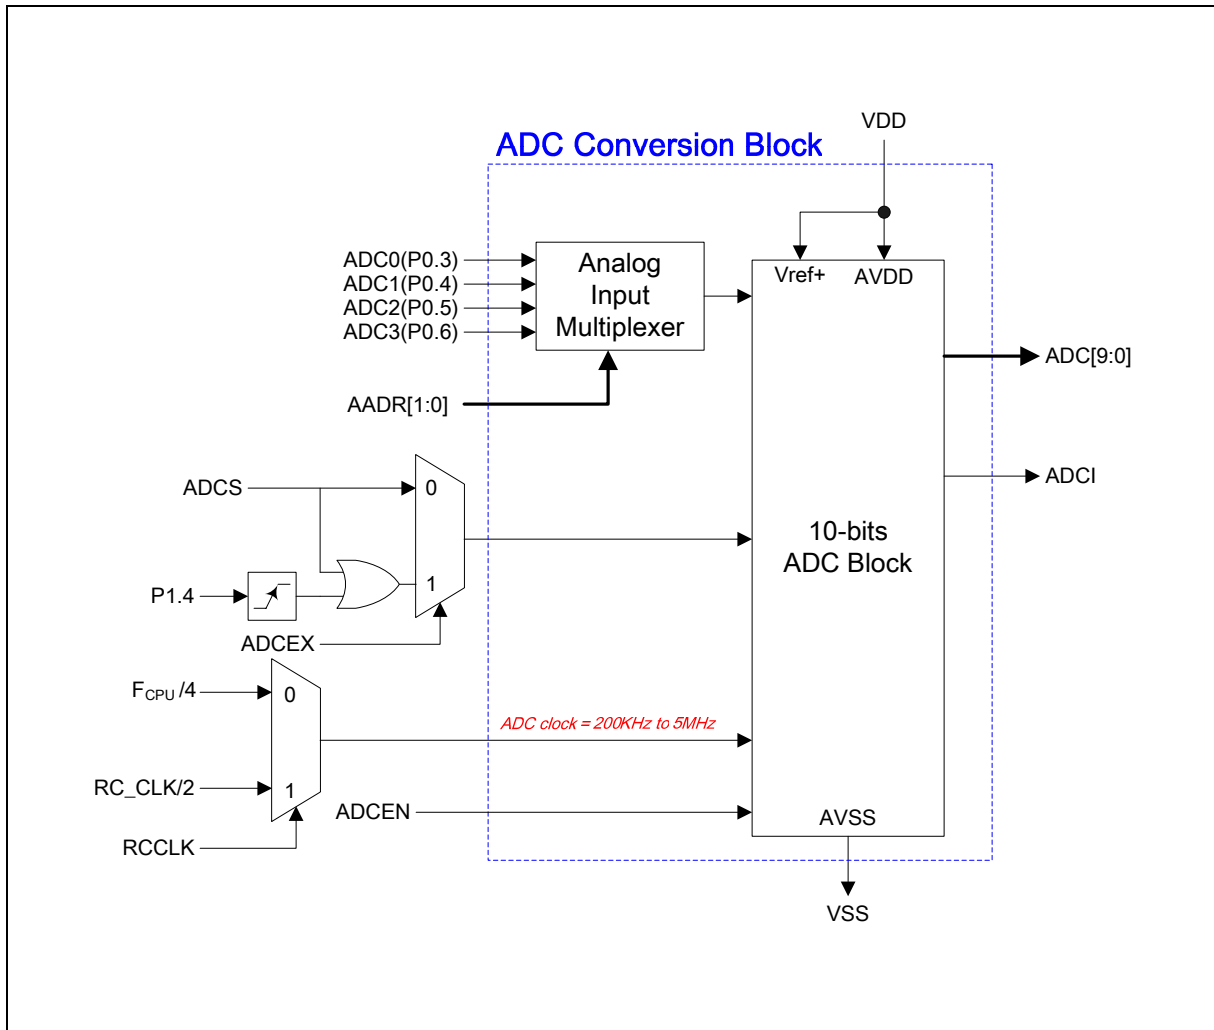 VDD
ADC Conversion Block
ADC0(P0.3)
ADC1(P0.4)
ADC2(P0.5)
ADC3(P0.6)
Analog
Input
Multiplexer
Vref+
AVDD
AADR[1:0]
ADC[9:0]
ADCS
0
ADCI
10-bits
ADC Block
1
P1.4
ADCEX
FCPU /4
0
ADC clock = 200KHz to 5MHz
RC_CLK/2
1
ADCEN
AVSS
RCCLK
VSS